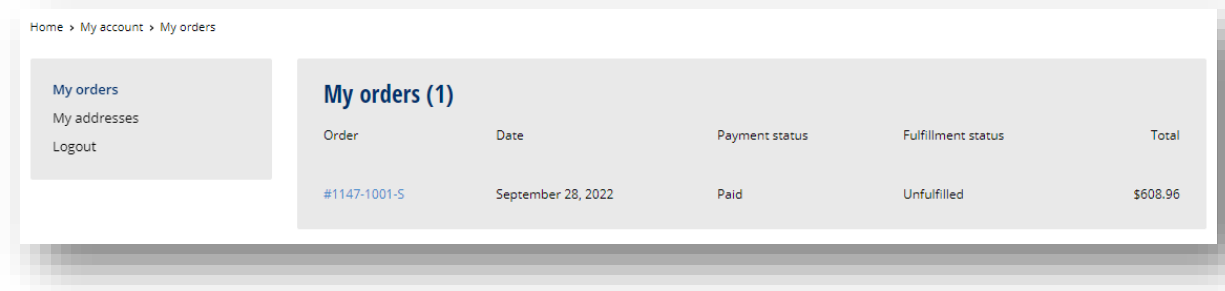 Home › My account › My orders
My orders
My addresses
Logout
My orders (1)
Order Date Payment status Fulfillment status Total
#1147-1001-S September 28, 2022 Paid Unfulfilled $608.96